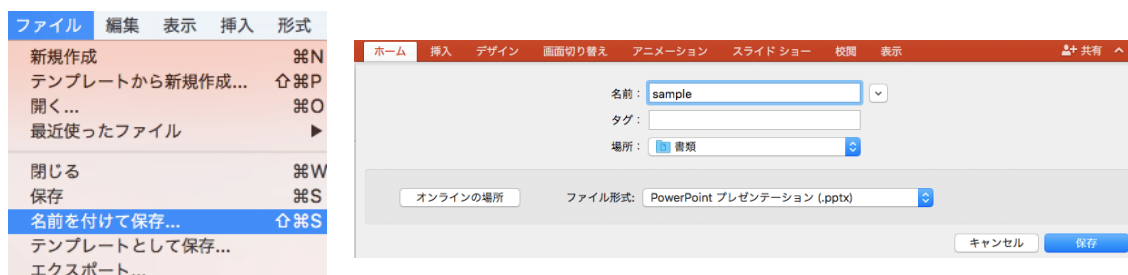 ファイル 編集 表示 挿入 形式
新規作成 ⌘N
テンプレートから新規作成... ⇧⌘P
開く... ⌘O
最近使ったファイル ▶
閉じる ⌘W
保存 ⌘S
名前を付けて保存... ⇧⌘S
テンプレートとして保存...
エクスポート...
ホーム 挿入 デザイン 画面切り替え アニメーション スライド ショー 校閲 表示 共有
名前： sample
タグ：
場所： 書類
オンラインの場所 ファイル形式: PowerPoint プレゼンテーション (.pptx)
キャンセル 保存